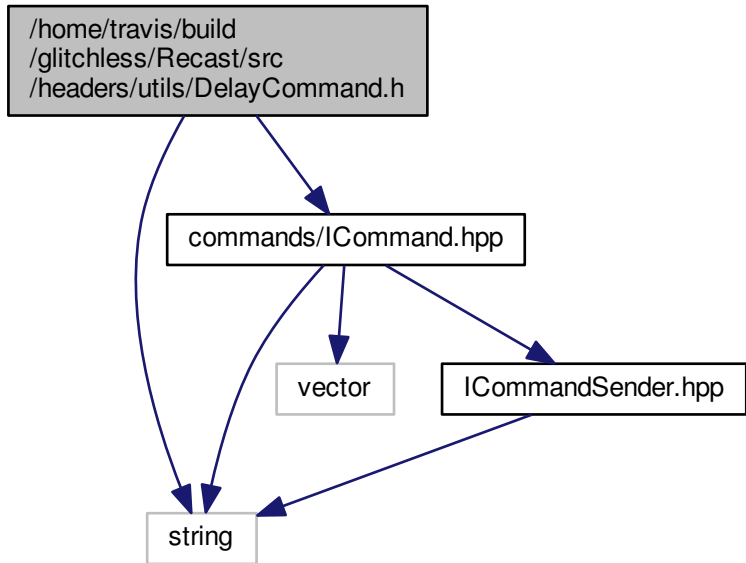 /home/travis/build
/glitchless/Recast/src
/headers/utils/DelayCommand.h
commands/ICommand.hpp
vector
ICommandSender.hpp
string